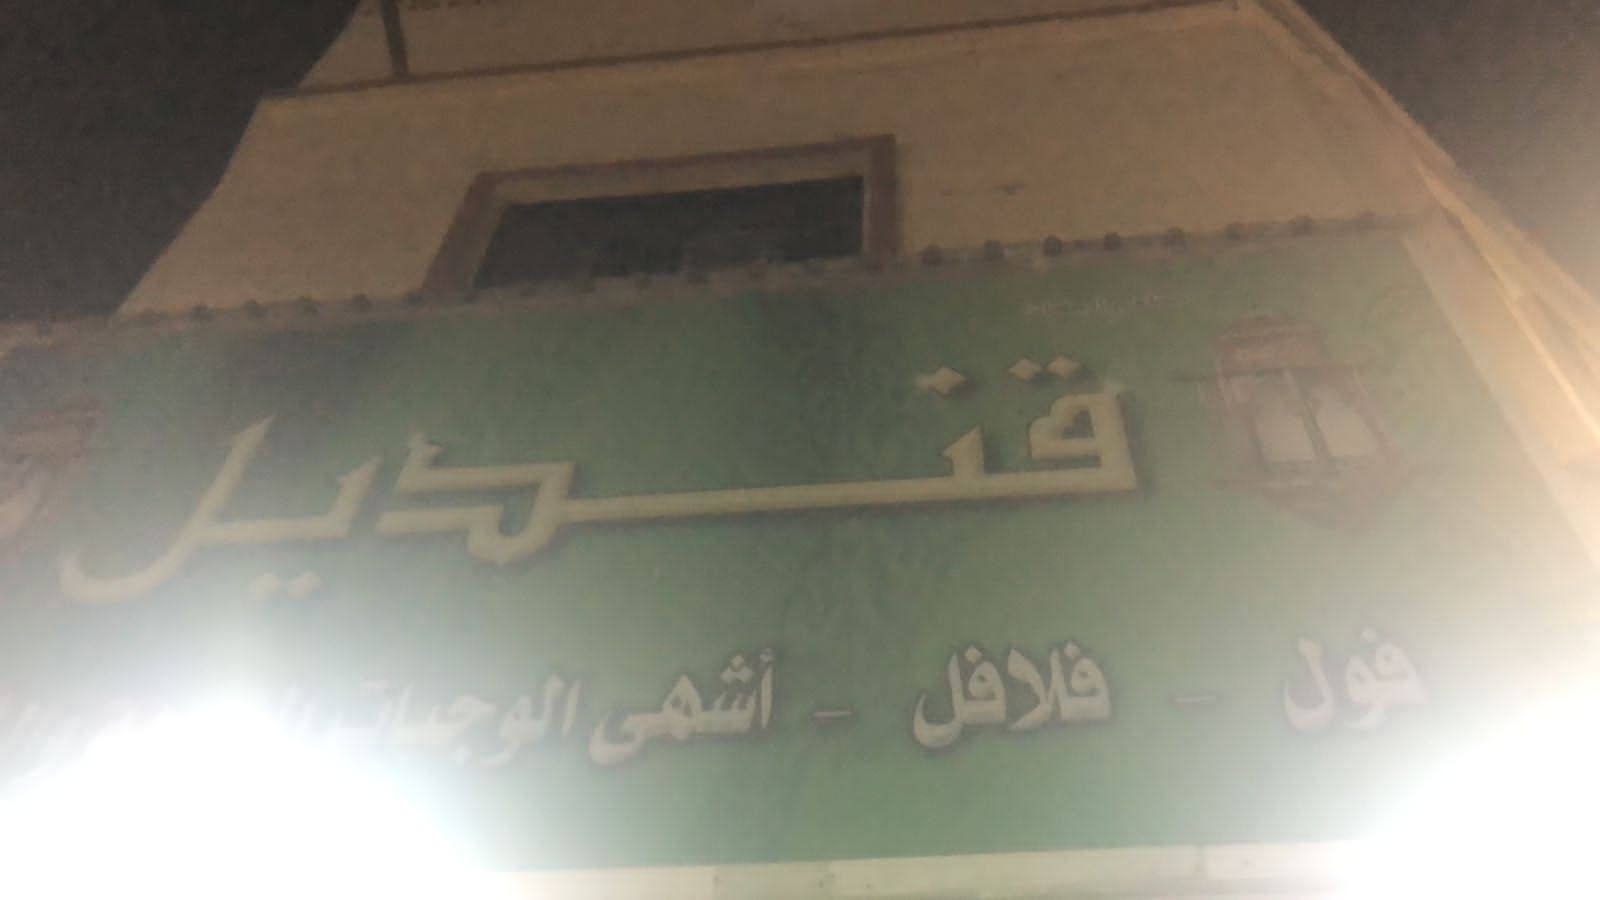 قنديل
فول - فلافل - أشهى الوجبات